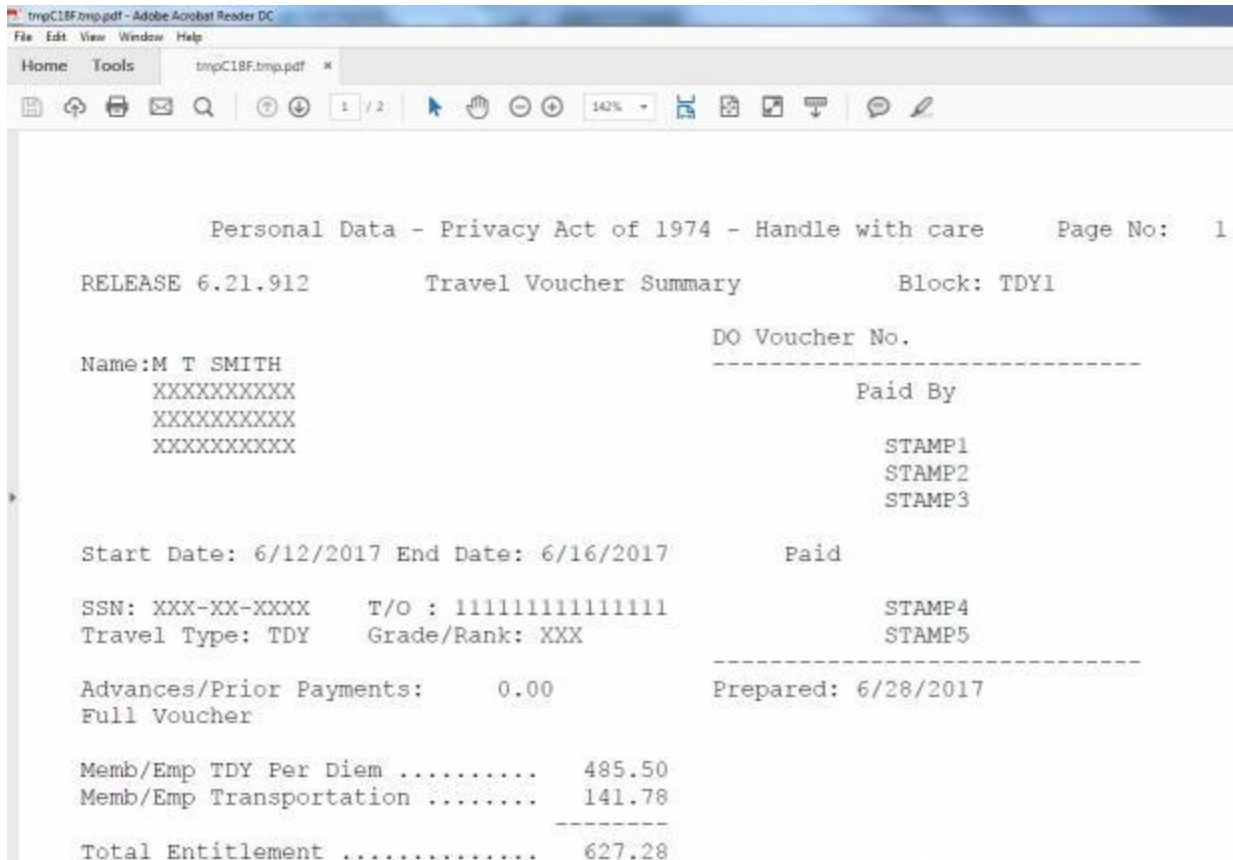 tmpC18F.tmp.pdf - Adobe Acrobat Reader DC
File Edit View Window Help
Home Tools tmpC18F.tmp.pdf ×
1 / 2 142%
Personal Data - Privacy Act of 1974 - Handle with care Page No: 1
RELEASE 6.21.912 Travel Voucher Summary Block: TDY1
DO Voucher No.
Name:M T SMITH ------------------------------
XXXXXXXXXX Paid By
XXXXXXXXXX
XXXXXXXXXX STAMP1
STAMP2
STAMP3
Start Date: 6/12/2017 End Date: 6/16/2017 Paid
SSN: XXX-XX-XXXX T/O : 111111111111111 STAMP4
Travel Type: TDY Grade/Rank: XXX STAMP5
------------------------------
Advances/Prior Payments: 0.00 Prepared: 6/28/2017
Full Voucher
Memb/Emp TDY Per Diem .......... 485.50
Memb/Emp Transportation ........ 141.78
--------
Total Entitlement .............. 627.28